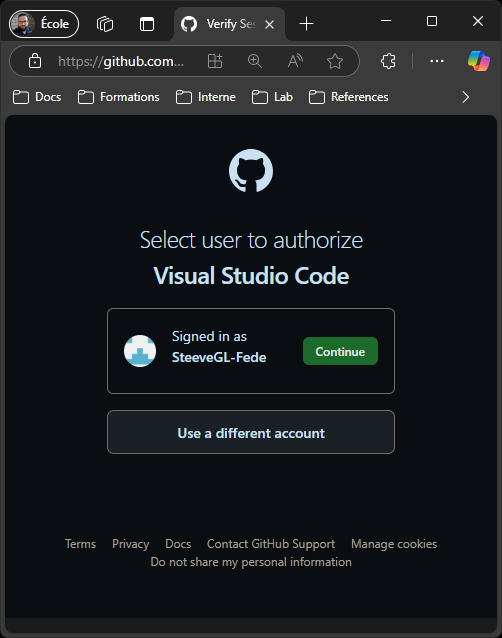 École
Verify Ses
https://github.com...
Docs
Formations
Interne
Lab
References
Select user to authorize
Visual Studio Code
Signed in as
SteeveGL-Fede
Continue
Use a different account
Terms Privacy Docs Contact GitHub Support Manage cookies
Do not share my personal information